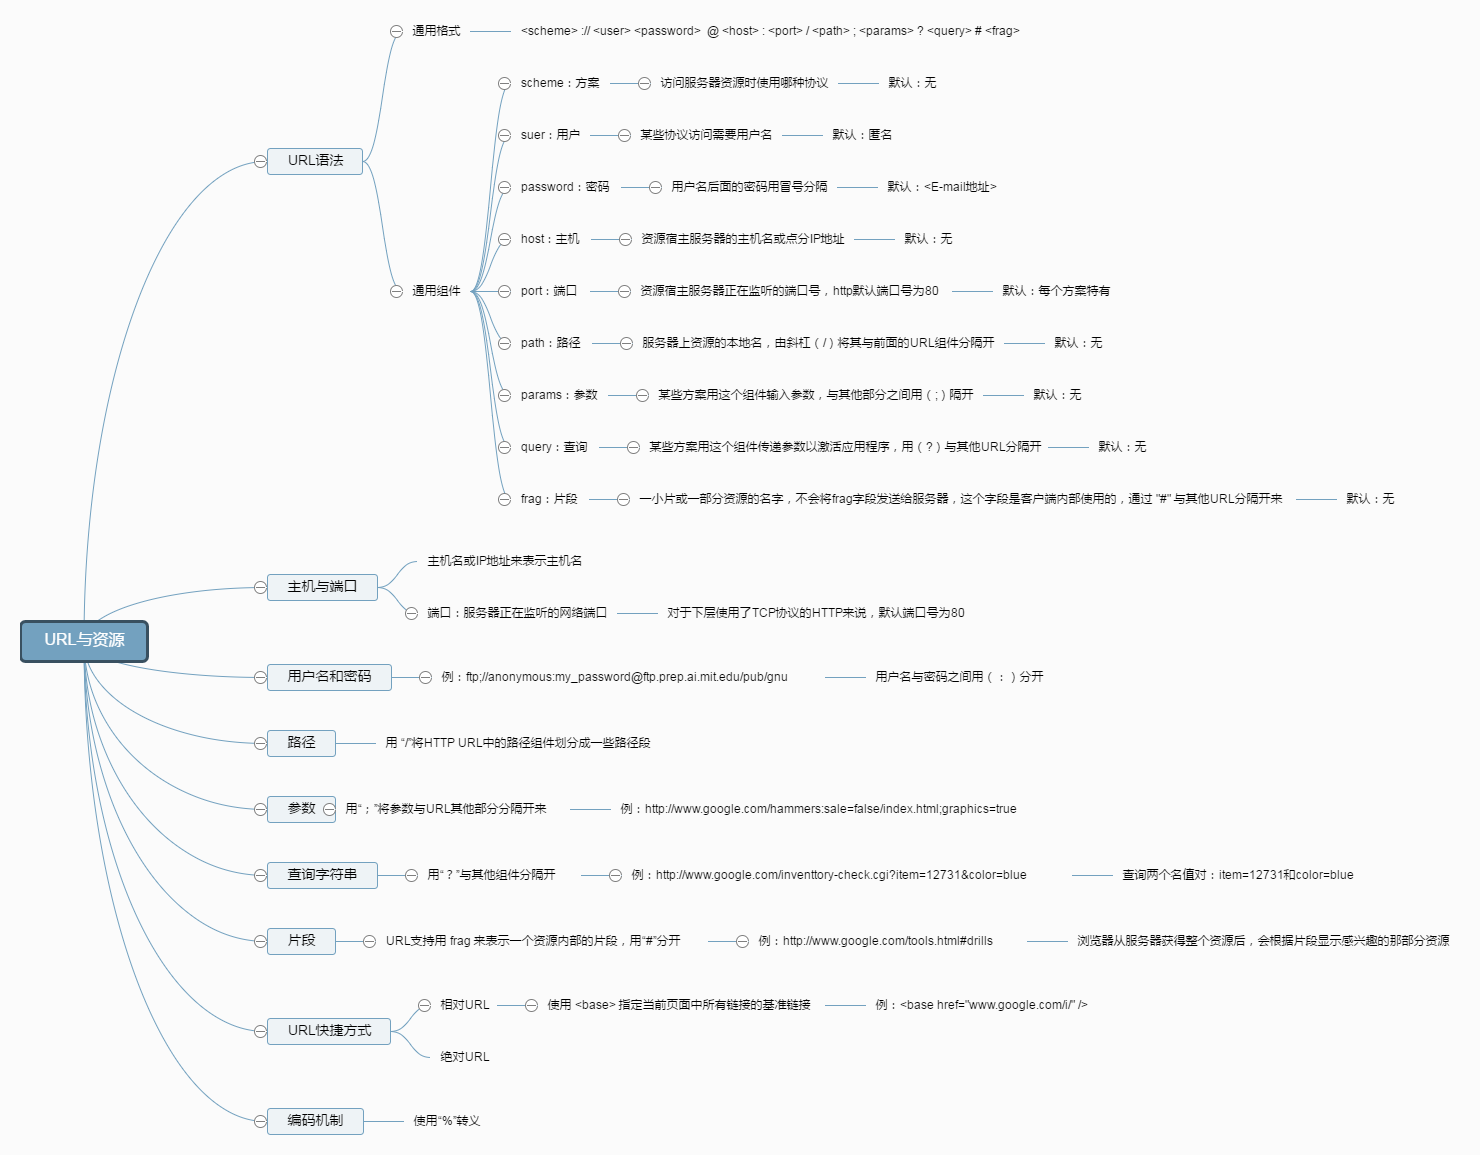 通用格式 <scheme> :// <user> <password> @ <host> : <port> / <path> ; <params> ? <query> # <frag>
scheme：方案 访问服务器资源时使用哪种协议 默认：无
suer：用户 某些协议访问需要用户名 默认：匿名
URL语法
password：密码 用户名后面的密码用冒号分隔 默认：<E-mail地址>
host：主机 资源宿主服务器的主机名或点分IP地址 默认：无
通用组件 port：端口 资源宿主服务器正在监听的端口号，http默认端口号为80 默认：每个方案特有
path：路径 服务器上资源的本地名，由斜杠（/）将其与前面的URL组件分隔开 默认：无
params：参数 某些方案用这个组件输入参数，与其他部分之间用（;）隔开 默认：无
query：查询 某些方案用这个组件传递参数以激活应用程序，用（?）与其他URL分隔开 默认：无
frag：片段 一小片或一部分资源的名字，不会将frag字段发送给服务器，这个字段是客户端内部使用的，通过 "#" 与其他URL分隔开来 默认：无
主机名或IP地址来表示主机名
主机与端口
端口：服务器正在监听的网络端口 对于下层使用了TCP协议的HTTP来说，默认端口号为80
URL与资源
用户名和密码 例：ftp;//anonymous:my_password@ftp.prep.ai.mit.edu/pub/gnu 用户名与密码之间用（ : ）分开
路径 用 “/”将HTTP URL中的路径组件划分成一些路径段
参数 用“；”将参数与URL其他部分分隔开来 例：http://www.google.com/hammers:sale=false/index.html;graphics=true
查询字符串 用“？”与其他组件分隔开 例：http://www.google.com/inventtory-check.cgi?item=12731&color=blue 查询两个名值对：item=12731和color=blue
片段 URL支持用 frag 来表示一个资源内部的片段，用“#”分开 例：http://www.google.com/tools.html#drills 浏览器从服务器获得整个资源后，会根据片段显示感兴趣的那部分资源
相对URL 使用 <base> 指定当前页面中所有链接的基准链接 例：<base href="www.google.com/i/" />
URL快捷方式
绝对URL
编码机制 使用“%”转义